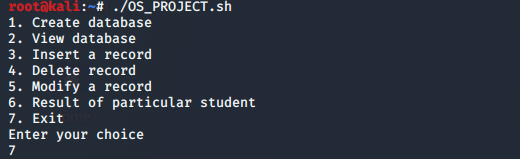 root@kali:~# ./OS_PROJECT.sh
1. Create database
2. View database
3. Insert a record
4. Delete record
5. Modify a record
6. Result of particular student
7. Exit
Enter your choice
7